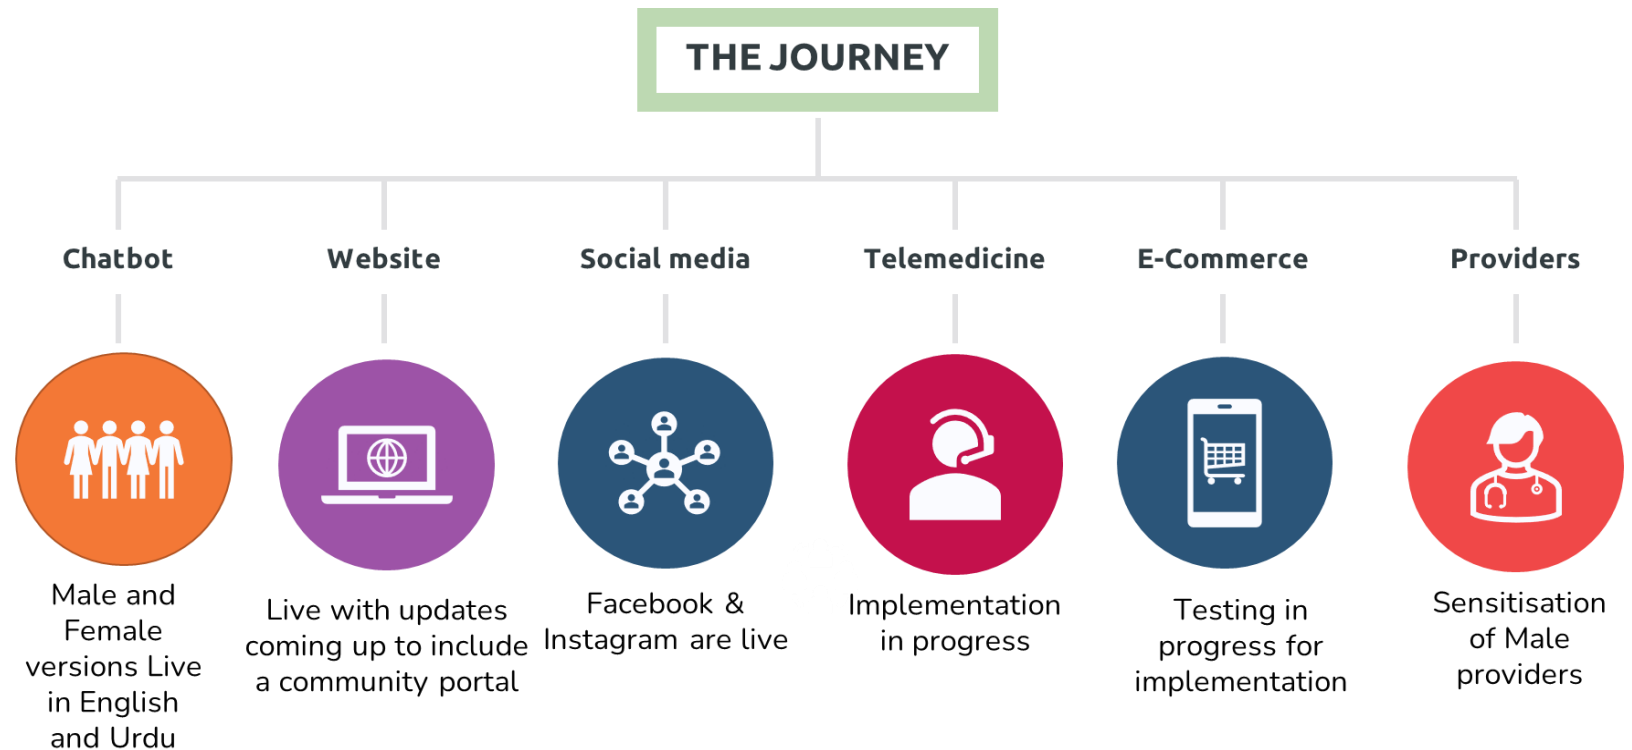 THE JOURNEY
Chatbot
Website
Social media
Telemedicine
E-Commerce
Providers
Male and
Female
versions Live
in English
and Urdu
Live with updates
coming up to include
a community portal
Facebook &
Instagram are live
Implementation
in progress
Testing in
progress for
implementation
Sensitisation
of Male
providers